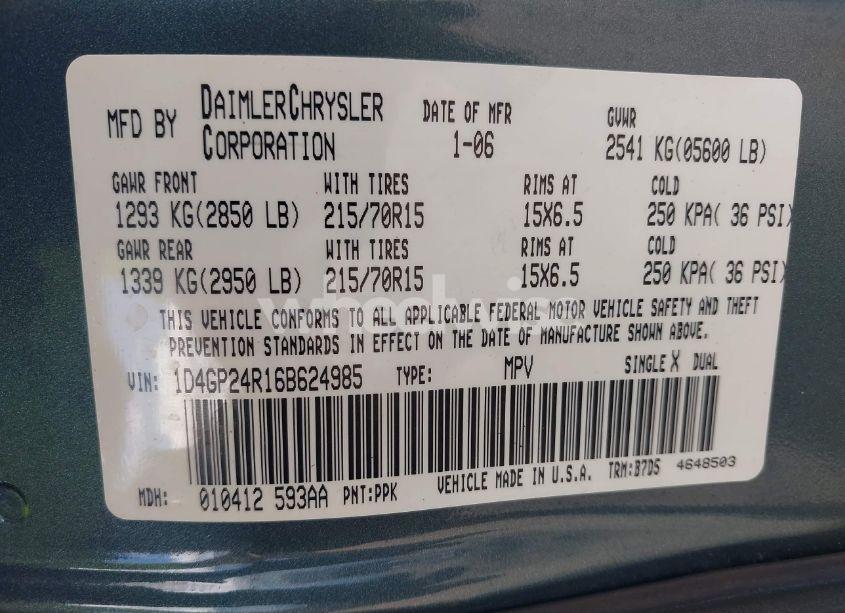 MFD BY DAIMLERCHRYSLER CORPORATION DATE OF MFR 1-06 GVWR 2541 KG(05600 LB)
GAWR FRONT WITH TIRES RIMS AT COLD
1293 KG(2850 LB) 215/70R15 15X6.5 250 KPA( 36 PSI)
GAWR REAR WITH TIRES RIMS AT COLD
1339 KG(2950 LB) 215/70R15 15X6.5 250 KPA( 36 PSI)
THIS VEHICLE CONFORMS TO ALL APPLICABLE FEDERAL MOTOR VEHICLE SAFETY AND THEFT
PREVENTION STANDARDS IN EFFECT ON THE DATE OF MANUFACTURE SHOWN ABOVE.
VIN: 1D4GP24R16B624985 TYPE: MPV SINGLE X DUAL
MDH: 010412 593AA PNT:PPK VEHICLE MADE IN U.S.A. TRM:B7D5 4648503